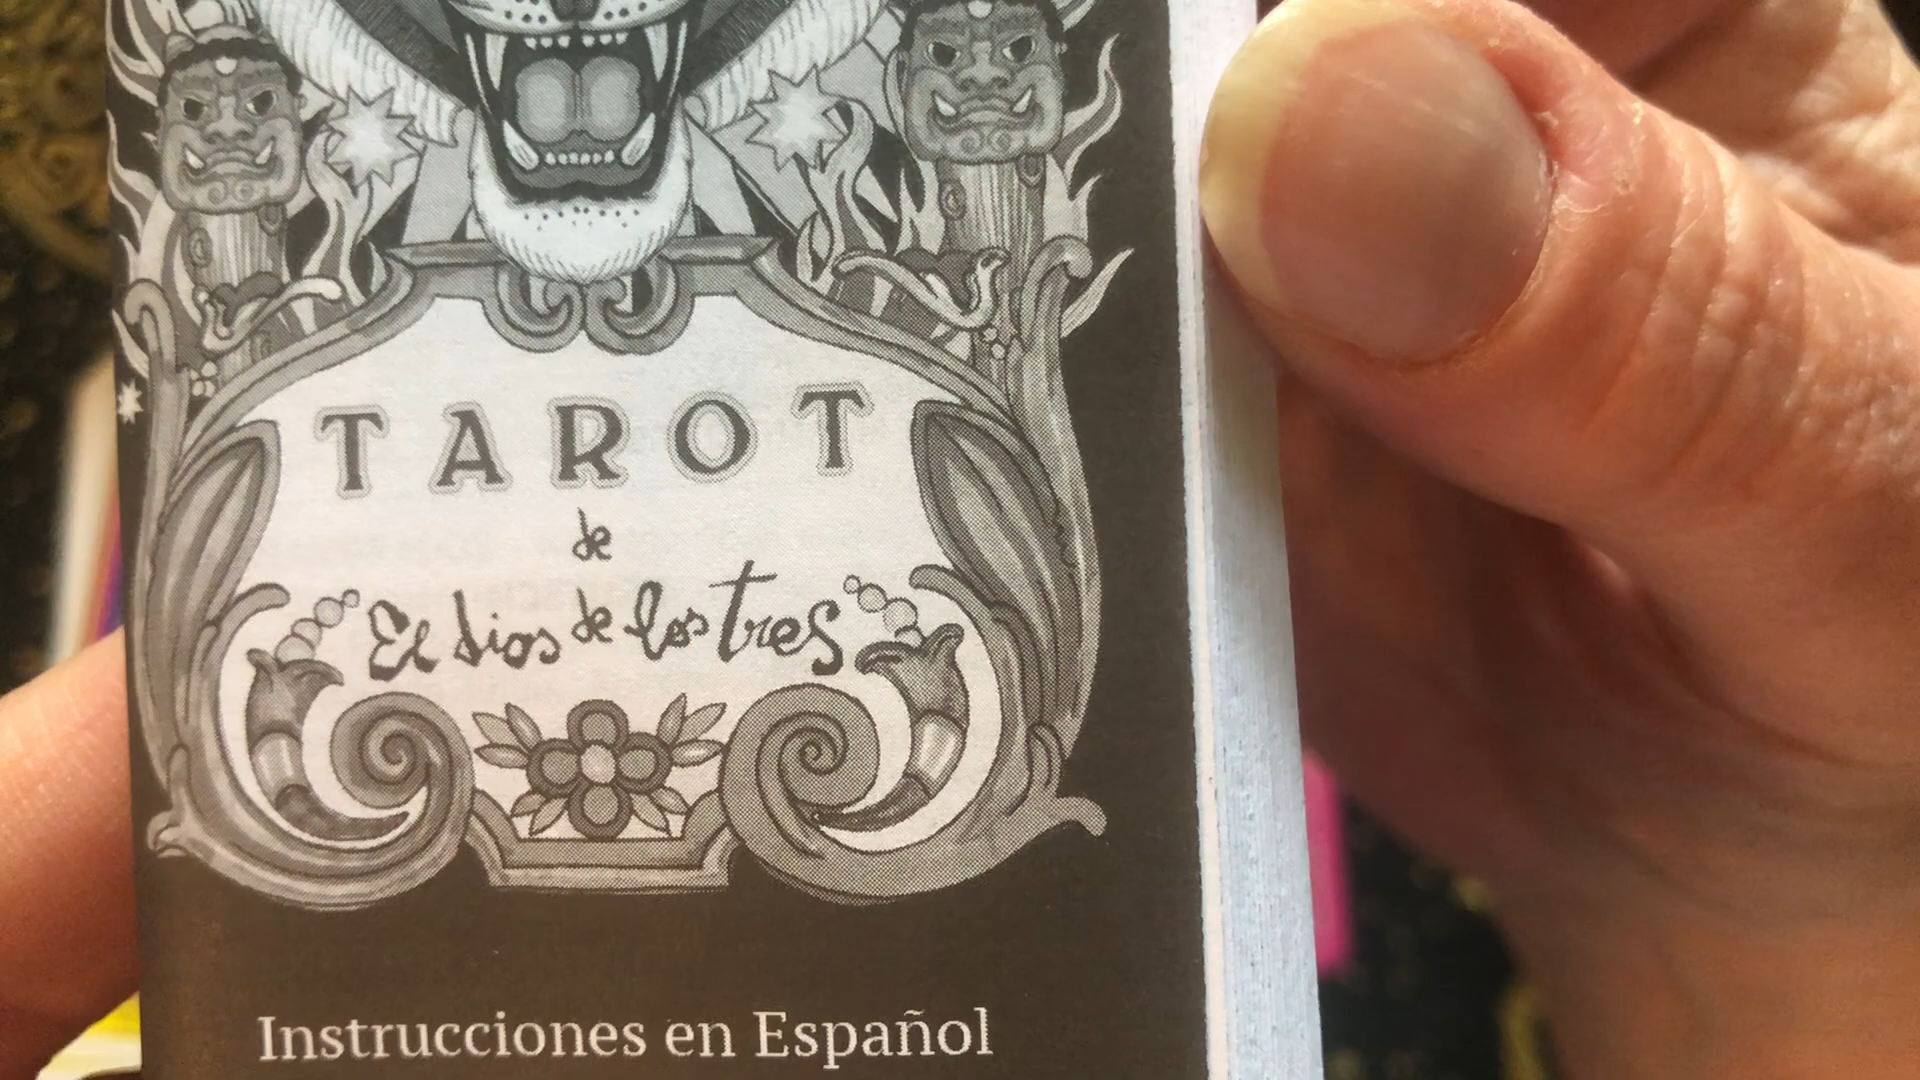 TAROT
de
El dios de los tres
Instrucciones en Español